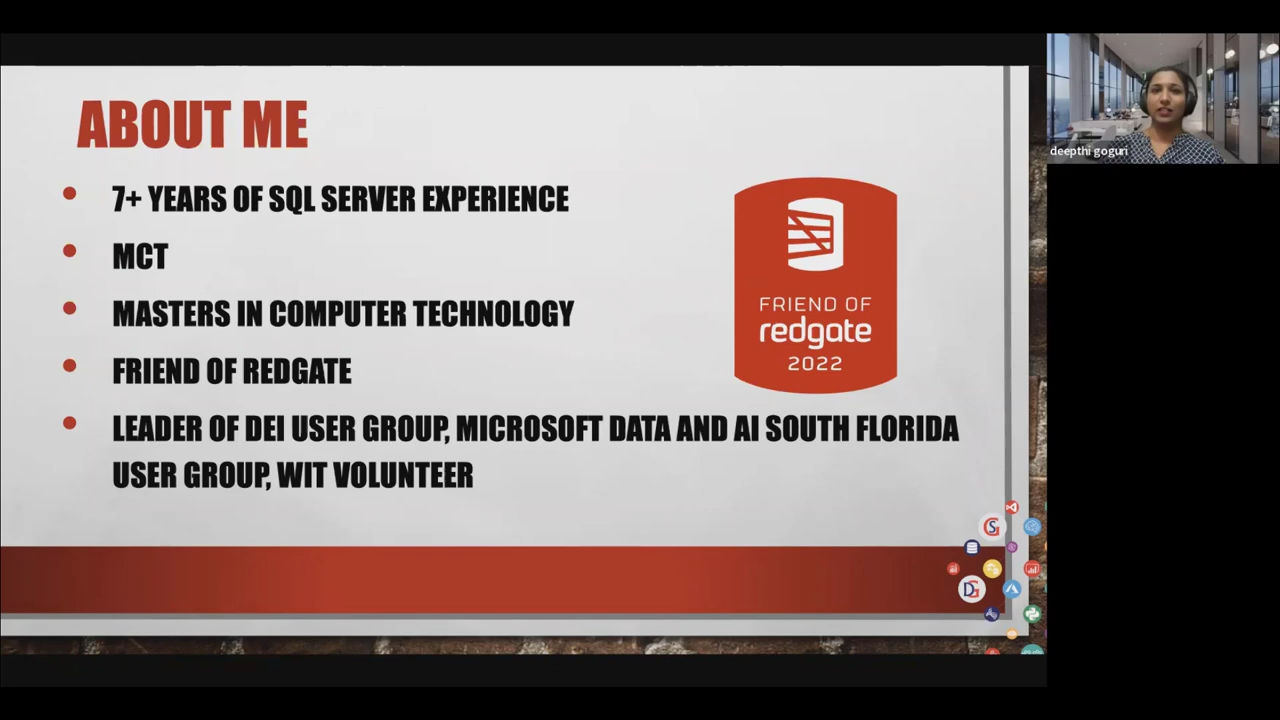 ABOUT ME
7+ YEARS OF SQL SERVER EXPERIENCE
MCT
MASTERS IN COMPUTER TECHNOLOGY
FRIEND OF REDGATE
LEADER OF DEI USER GROUP, MICROSOFT DATA AND AI SOUTH FLORIDA
USER GROUP, WIT VOLUNTEER
FRIEND OF
redgate
2022
deepthi goguri